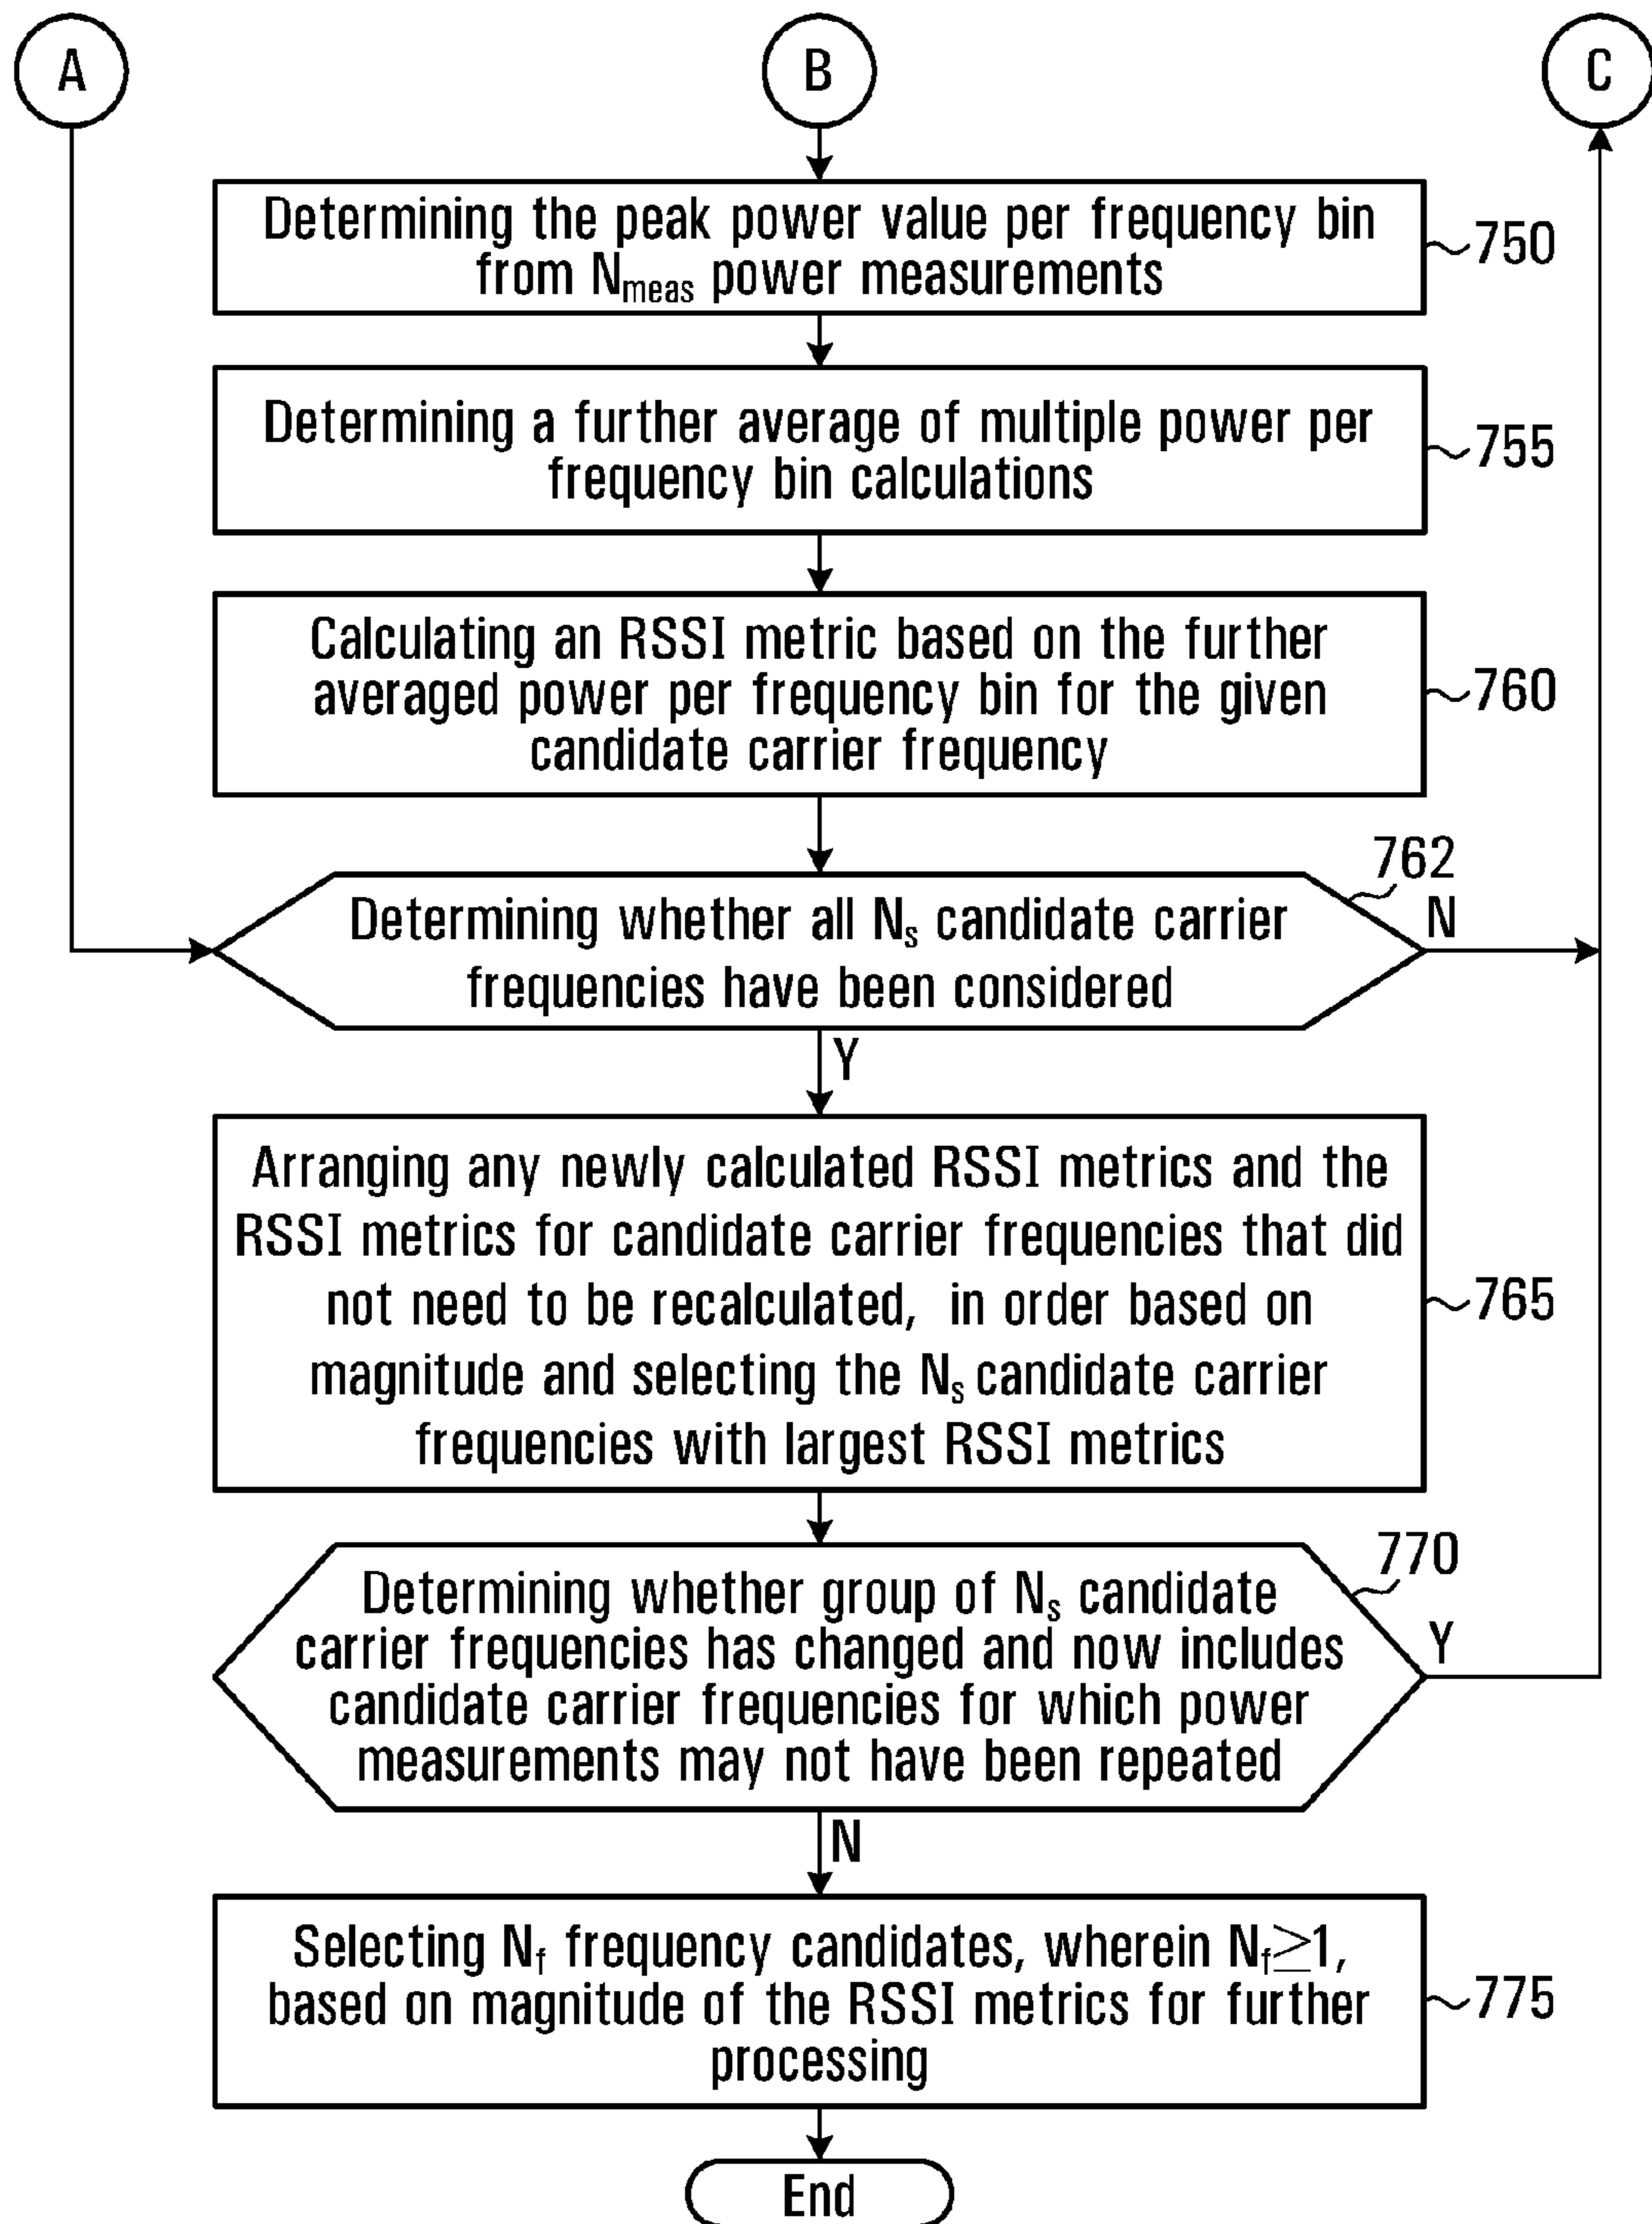 A
B
C
Determining the peak power value per frequency bin
from Nmeas power measurements
750
Determining a further average of multiple power per
frequency bin calculations
755
Calculating an RSSI metric based on the further
averaged power per frequency bin for the given
candidate carrier frequency
760
762
Determining whether all Ns candidate carrier
frequencies have been considered
N
Y
Arranging any newly calculated RSSI metrics and the
RSSI metrics for candidate carrier frequencies that did
not need to be recalculated, in order based on
magnitude and selecting the Ns candidate carrier
frequencies with largest RSSI metrics
765
770
Determining whether group of Ns candidate
carrier frequencies has changed and now includes
candidate carrier frequencies for which power
measurements may not have been repeated
Y
N
Selecting Nf frequency candidates, wherein Nf≥1,
based on magnitude of the RSSI metrics for further
processing
775
End